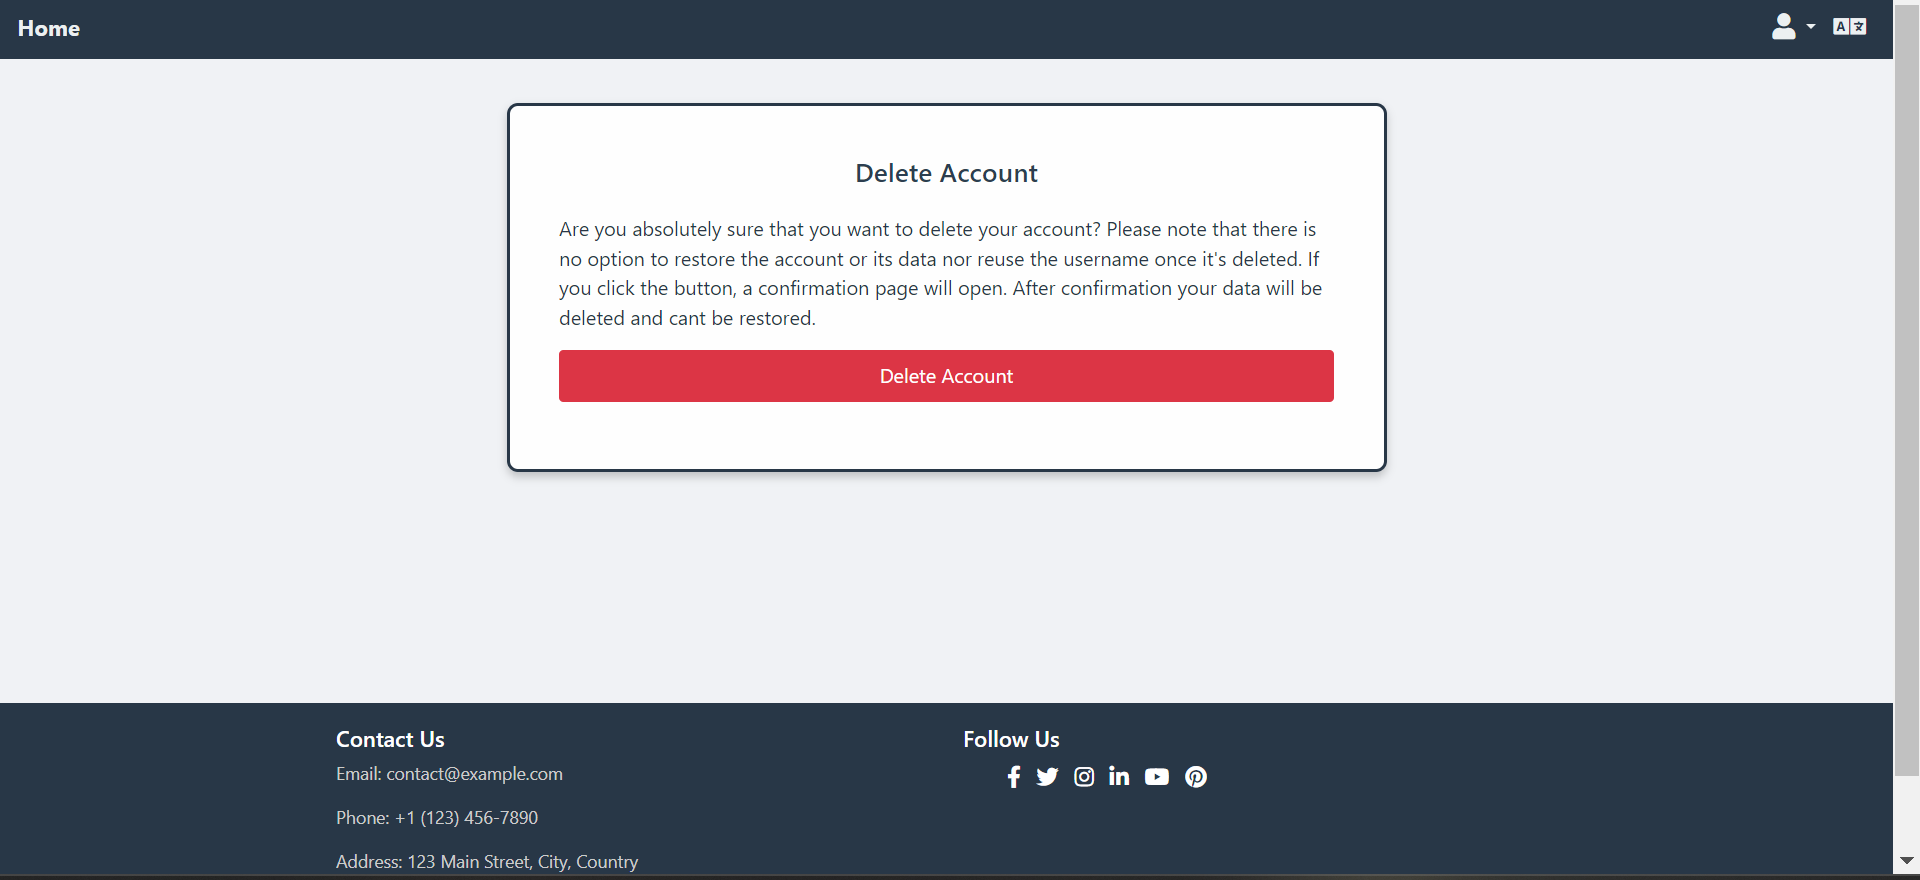 Home
A
Delete Account
Are you absolutely sure that you want to delete your account? Please note that there is
no option to restore the account or its data nor reuse the username once it's deleted. If
you click the button, a confirmation page will open. After confirmation your data will be
deleted and cant be restored.
Delete Account
Contact Us
Email: contact@example.com
Phone: +1 (123) 456-7890
Address: 123 Main Street, City, Country
Follow Us